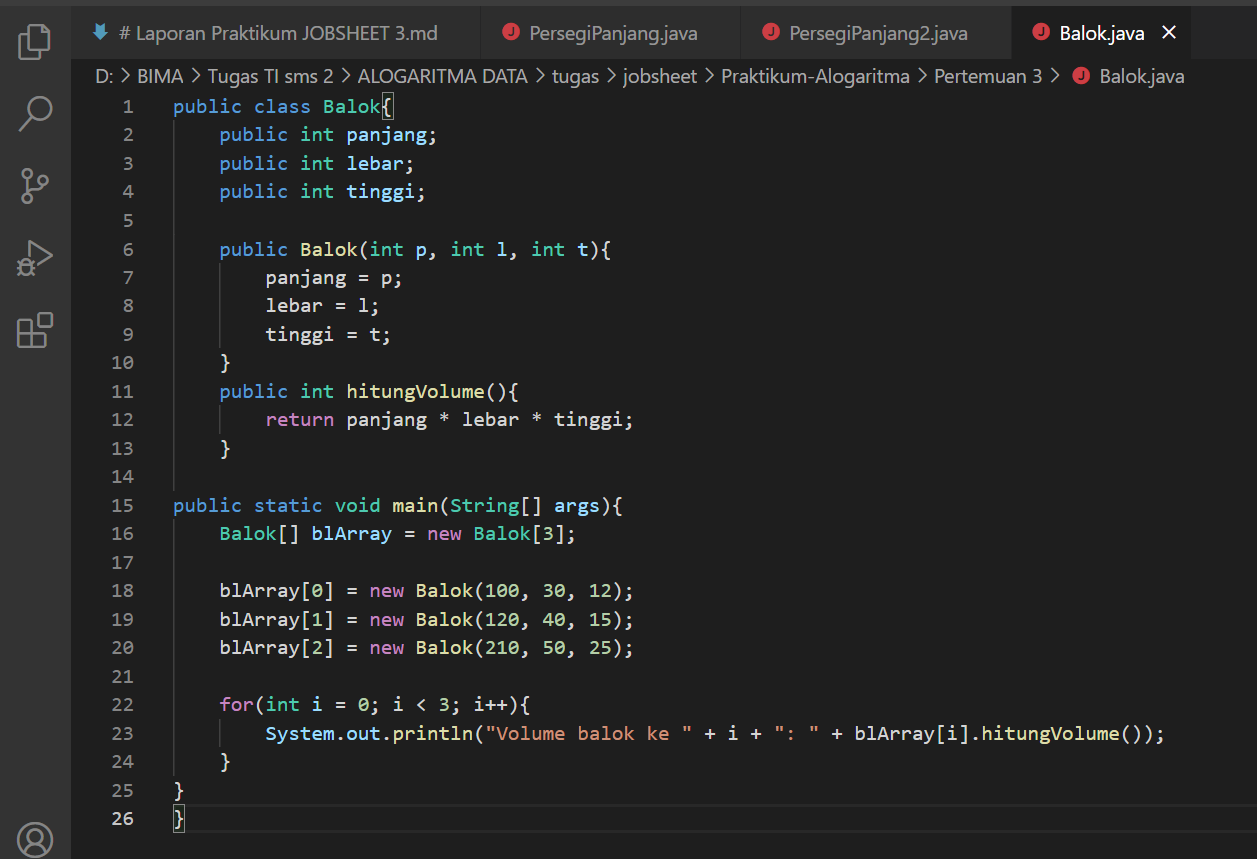 # Laporan Praktikum JOBSHEET 3.md J PersegiPanjang.java J PersegiPanjang2.java J Balok.java ×
D: > BIMA > Tugas TI sms 2 > ALOGARITMA DATA > tugas > jobsheet > Praktikum-Alogaritma > Pertemuan 3 > J Balok.java
1 public class Balok{
2     public int panjang;
3     public int lebar;
4     public int tinggi;
5
6     public Balok(int p, int l, int t){
7         panjang = p;
8         lebar = l;
9         tinggi = t;
10     }
11     public int hitungVolume(){
12         return panjang * lebar * tinggi;
13     }
14
15 public static void main(String[] args){
16     Balok[] blArray = new Balok[3];
17
18     blArray[0] = new Balok(100, 30, 12);
19     blArray[1] = new Balok(120, 40, 15);
20     blArray[2] = new Balok(210, 50, 25);
21
22     for(int i = 0; i < 3; i++){
23         System.out.println("Volume balok ke " + i + ": " + blArray[i].hitungVolume());
24     }
25 }
26 }